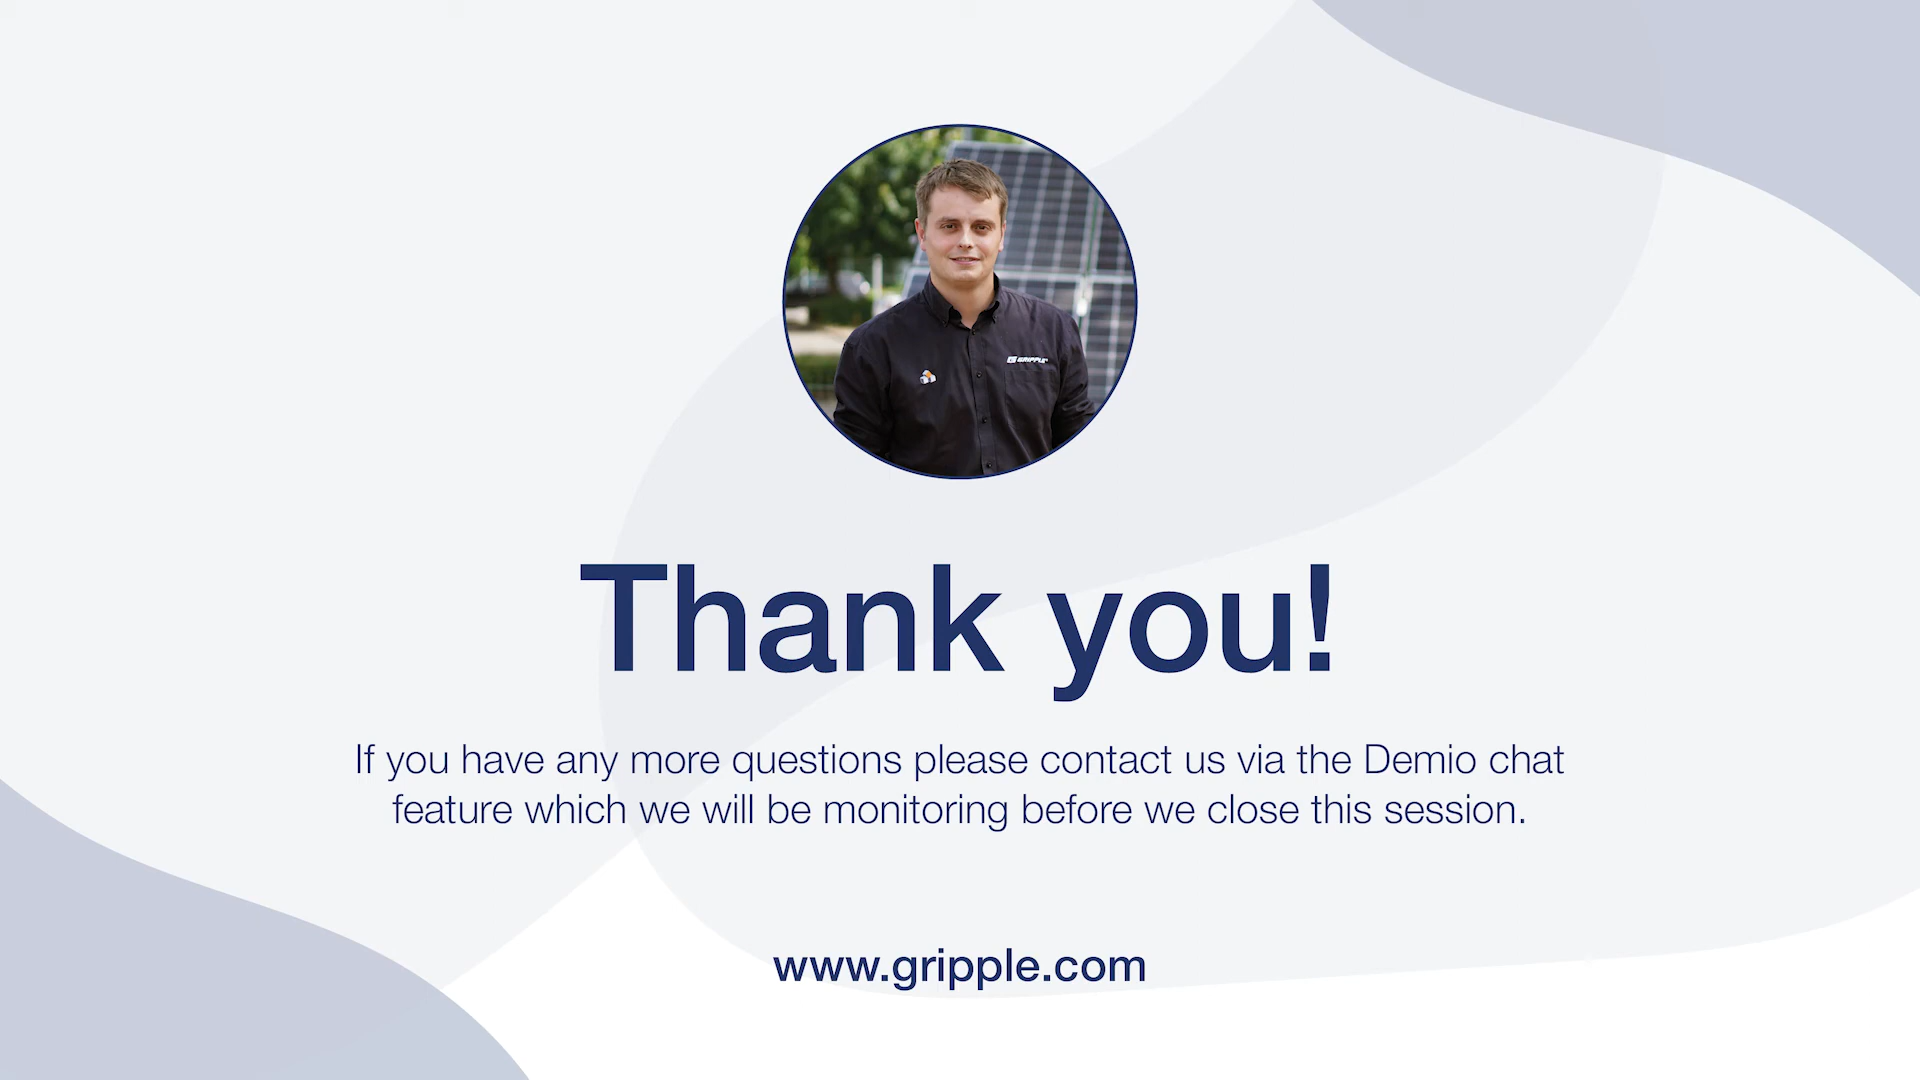 GRIPPLE
Thank you!
If you have any more questions please contact us via the Demio chat
feature which we will be monitoring before we close this session.
www.gripple.com